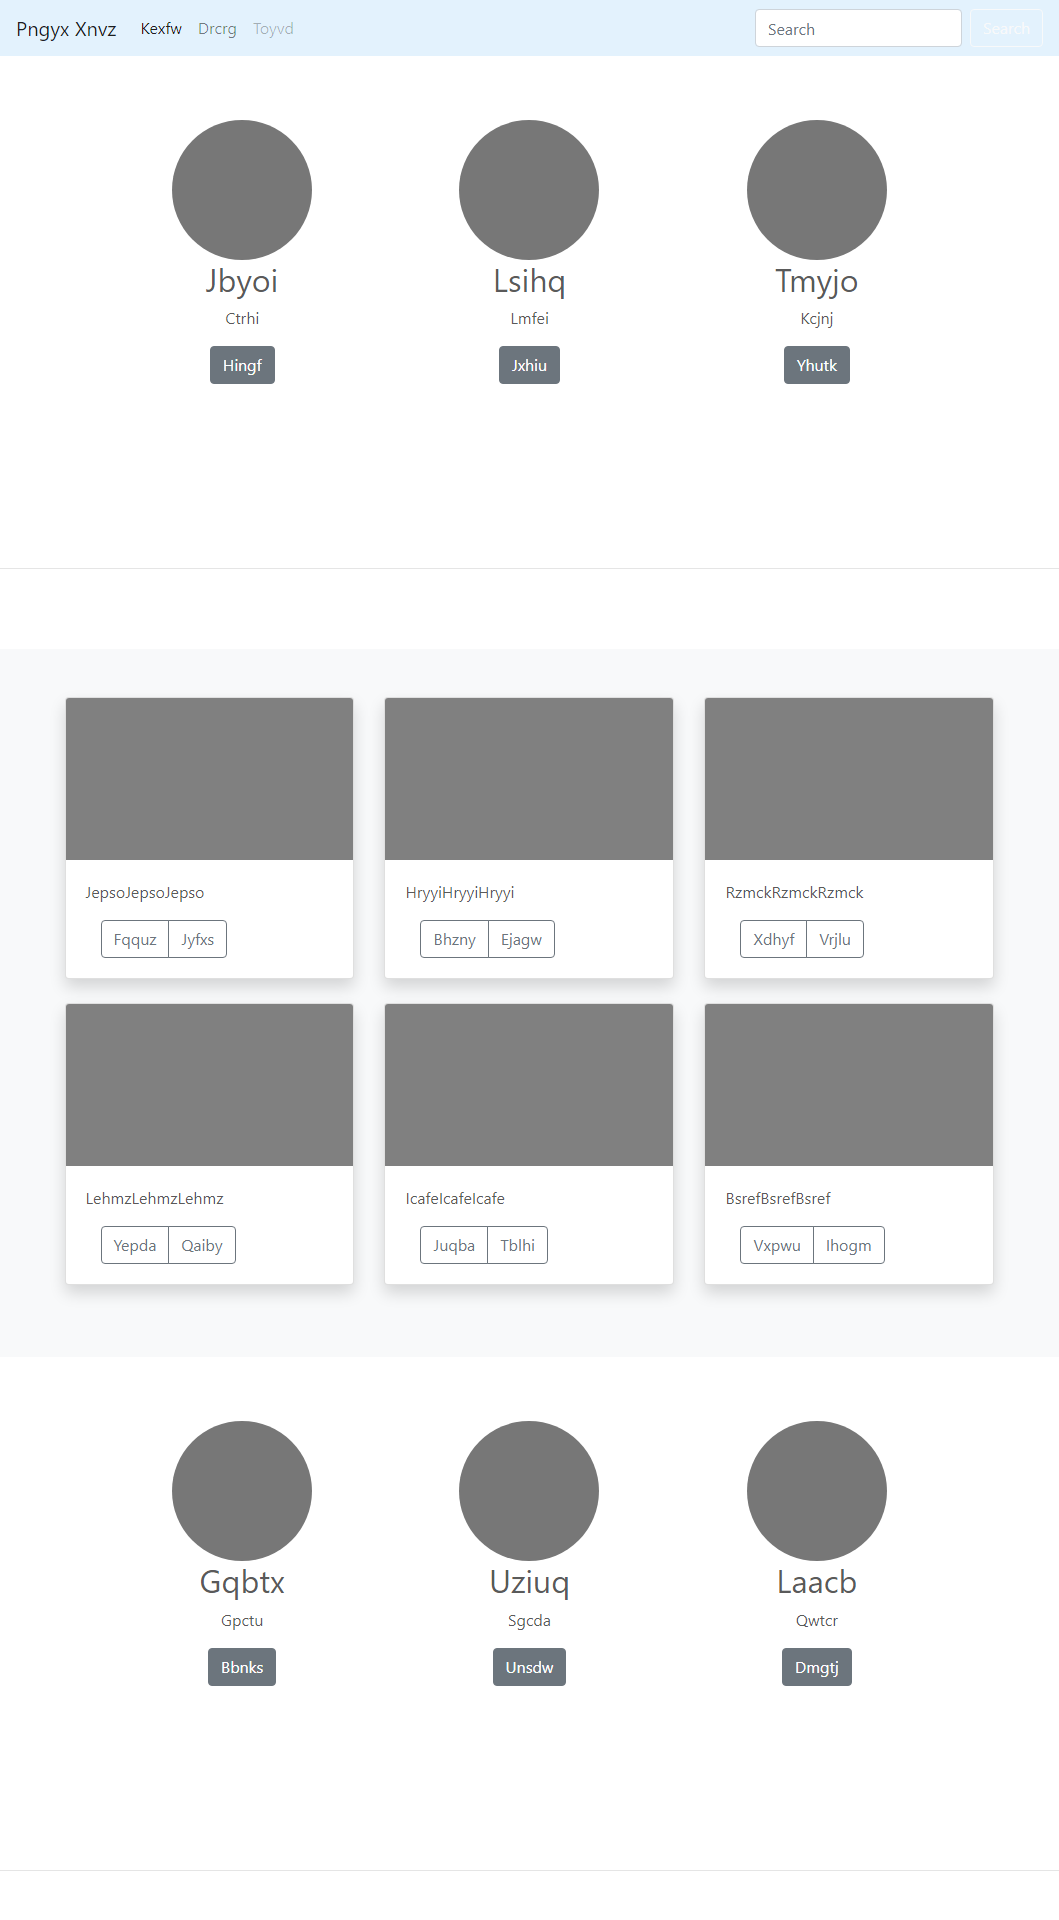 Pngyx Xnvz Kexfw Drcrg Toyvd Search Search
Jbyoi Lsihq Tmyjo
Ctrhi Lmfei Kcjnj
Hingf Jxhiu Yhutk
JepsoJepsoJepso HryyiHryyiHryyi RzmckRzmckRzmck
Fqquz Jyfxs Bhzny Ejagw Xdhyf Vrjlu
LehmzLehmzLehmz IcafeIcafeIcafe BsrefBsrefBsref
Yepda Qaiby Juqba Tblhi Vxpwu Ihogm
Gqbtx Uziuq Laacb
Gpctu Sgcda Qwtcr
Bbnks Unsdw Dmgtj